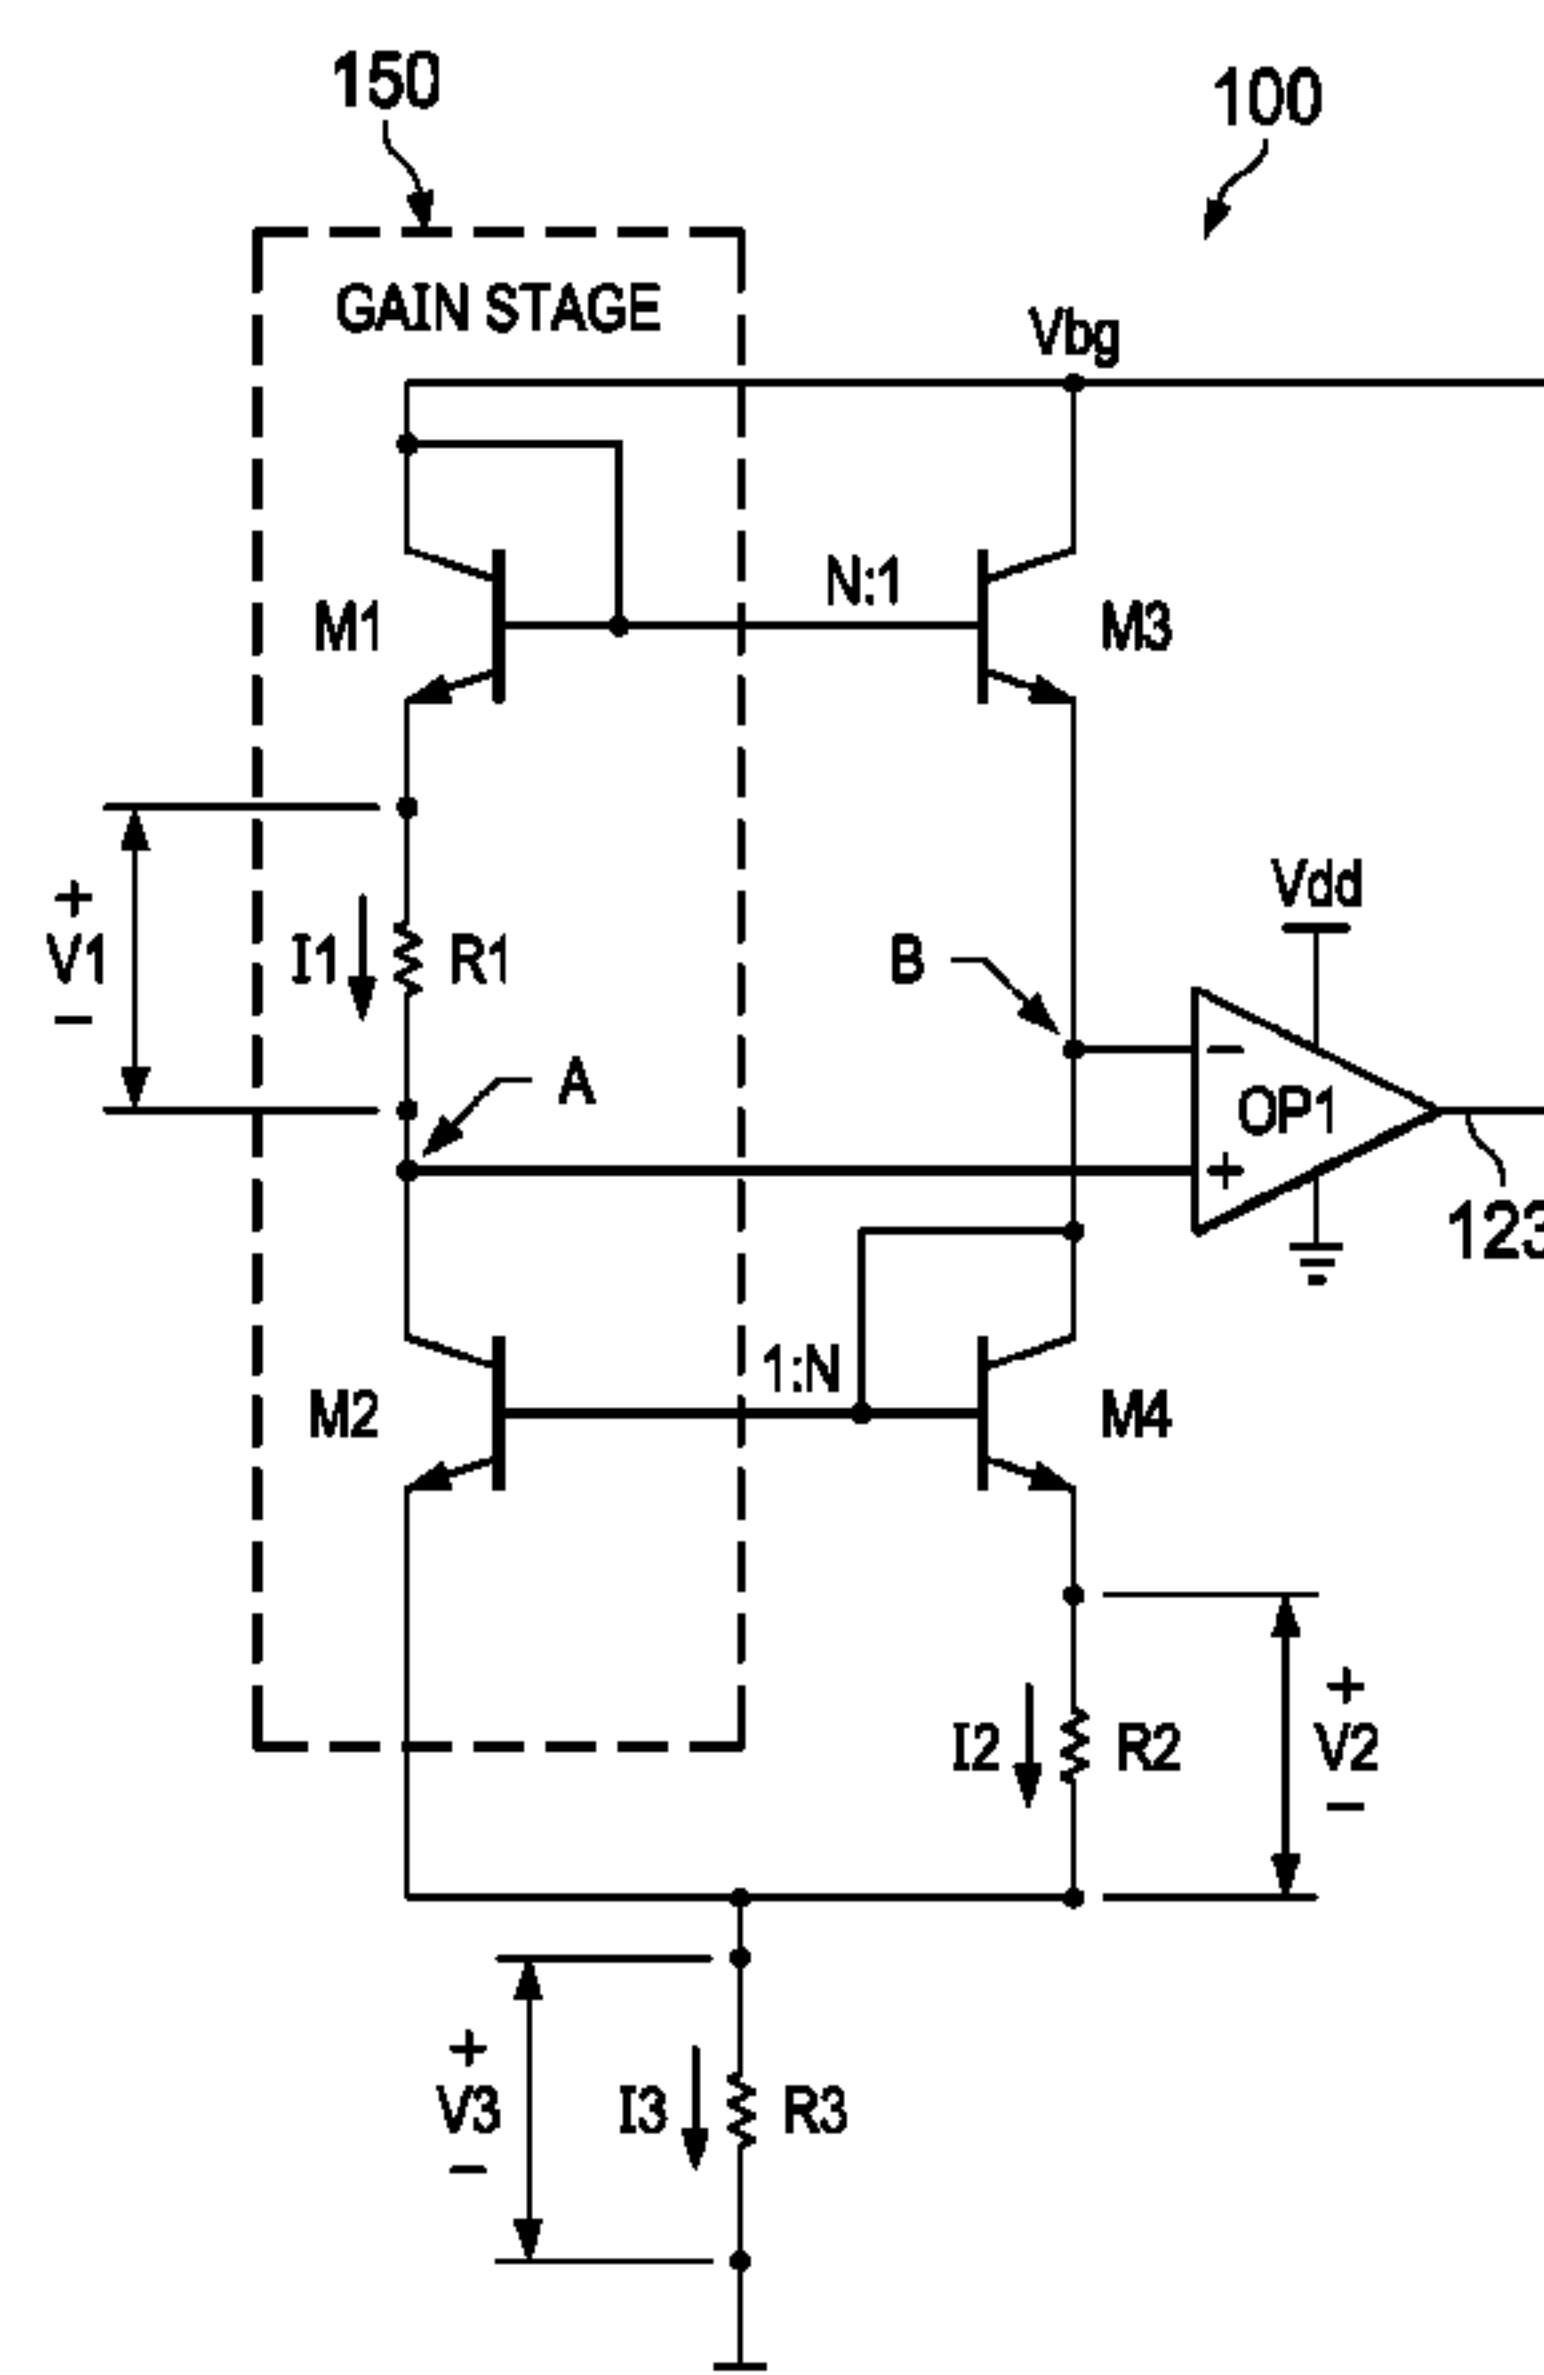 150
100
GAIN STAGE
Vbg
N:1
M1
M3
Vdd
+
V1
−
I1
R1
B
−
OP1
+
A
123
1:N
M2
M4
I2
R2
+
V2
−
+
V3
−
I3
R3